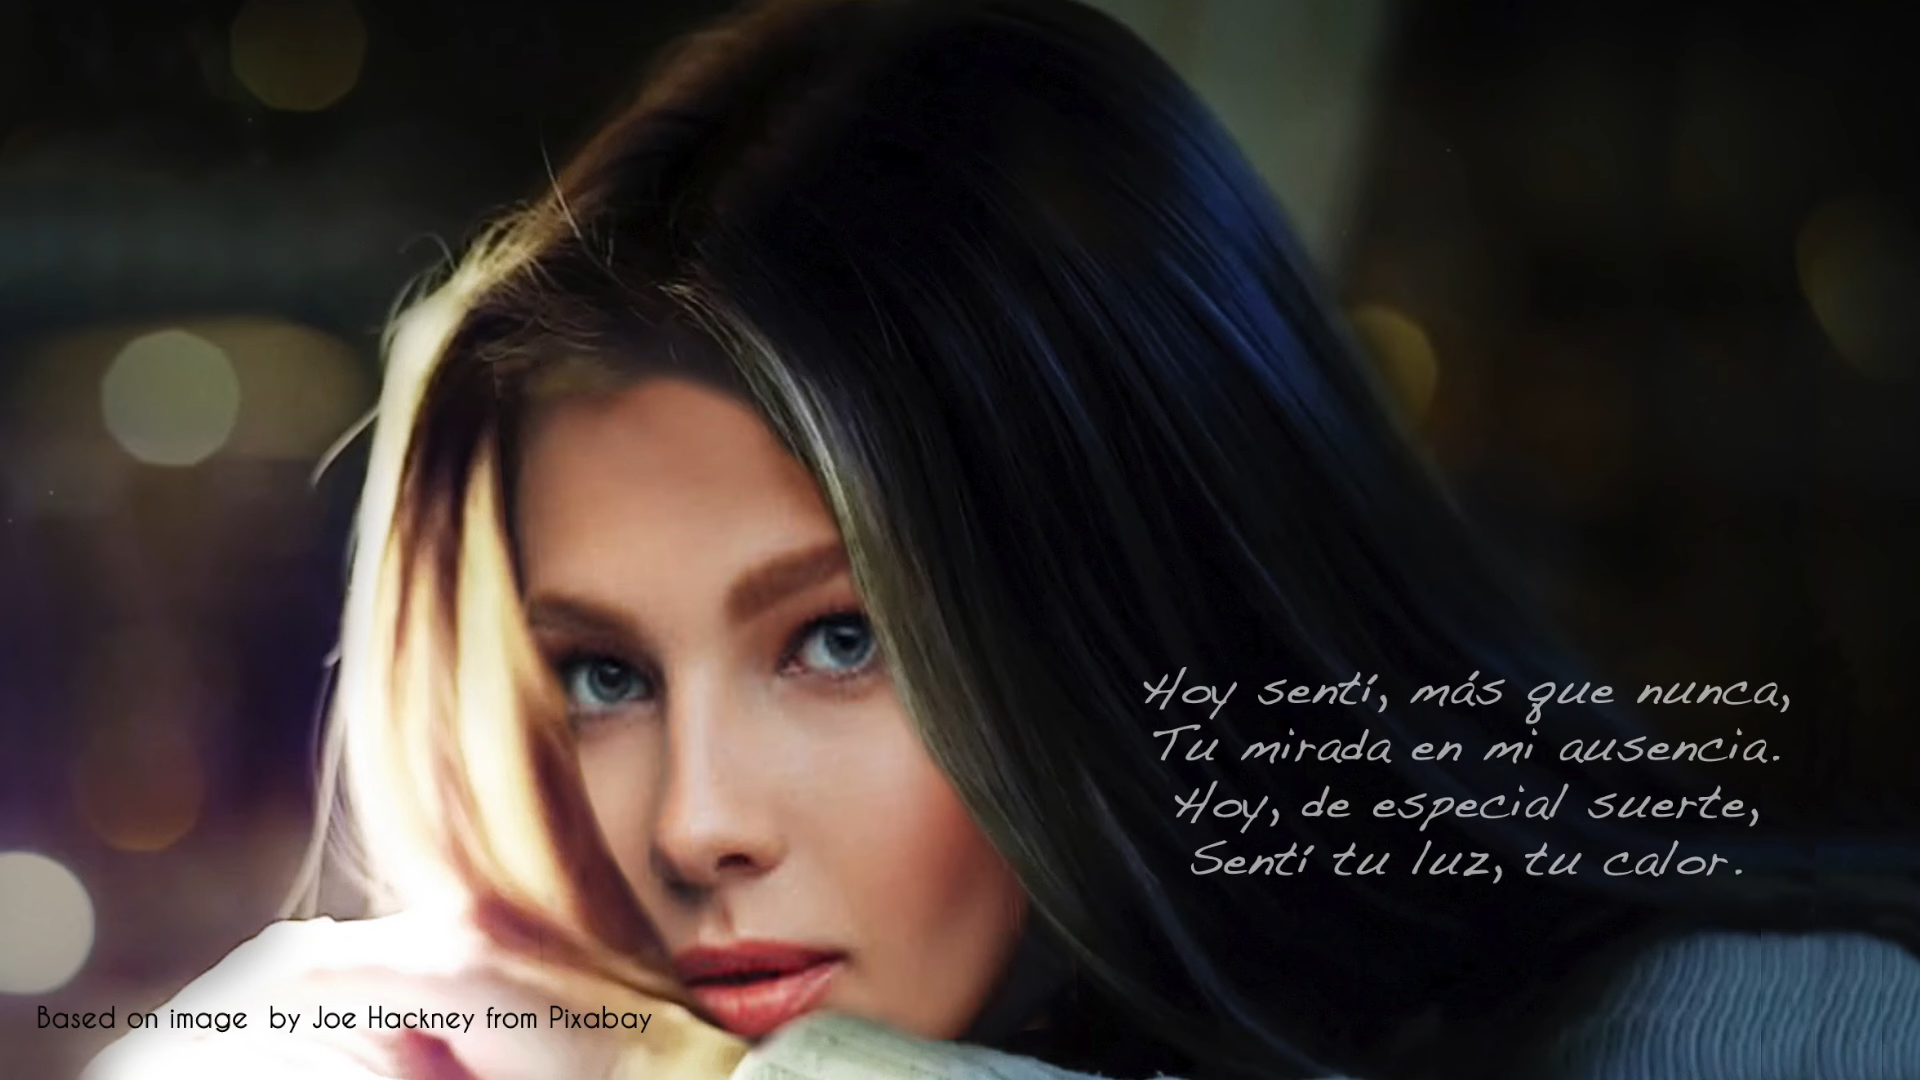 Hoy sentí, más que nunca,
Tu mirada en mi ausencia.
Hoy, de especial suerte,
Sentí tu luz, tu calor.
Based on image by Joe Hackney from Pixabay